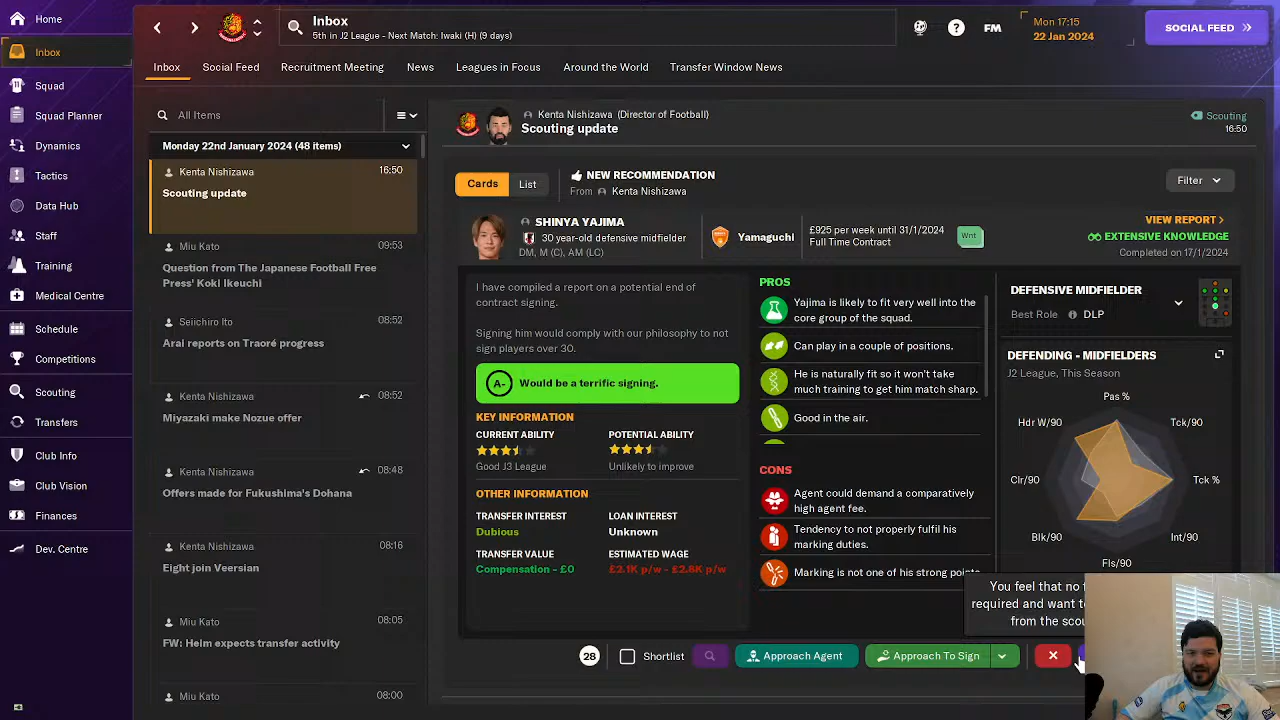 Home
Inbox
Squad
Squad Planner
Dynamics
Tactics
Data Hub
Staff
Training
Medical Centre
Schedule
Competitions
Scouting
Transfers
Club Info
Club Vision
Finances
Dev. Centre
Inbox
5th in J2 League - Next Match: Iwaki (H) (9 days)
?
FM
Mon 17:15
22 Jan 2024
SOCIAL FEED
Inbox
Social Feed
Recruitment Meeting
News
Leagues in Focus
Around the World
Transfer Window News
All Items
Monday 22nd January 2024 (48 items)
Kenta Nishizawa 16:50
Scouting update
Miu Kato 09:53
Question from The Japanese Football Free
Press' Koki Ikeuchi
Seiichiro Ito 08:52
Arai reports on Traoré progress
Kenta Nishizawa 08:52
Miyazaki make Nozue offer
Kenta Nishizawa 08:48
Offers made for Fukushima's Dohana
Kenta Nishizawa 08:16
Eight join Veersian
Miu Kato 08:05
FW: Helm expects transfer activity
Miu Kato 08:00
Kenta Nishizawa (Director of Football)
Scouting update
Scouting
16:50
Cards
List
NEW RECOMMENDATION
From Kenta Nishizawa
Filter
SHINYA YAJIMA
30 year-old defensive midfielder
DM, M (C), AM (LC)
Yamaguchi
£925 per week until 31/1/2024
Full Time Contract
Wnt
VIEW REPORT >
EXTENSIVE KNOWLEDGE
Completed on 17/1/2024
I have compiled a report on a potential end of
contract signing.
Signing him would comply with our philosophy to not
sign players over 30.
A- Would be a terrific signing.
KEY INFORMATION
CURRENT ABILITY
Good J3 League
POTENTIAL ABILITY
Unlikely to improve
OTHER INFORMATION
TRANSFER INTEREST
Dubious
LOAN INTEREST
Unknown
TRANSFER VALUE
Compensation - £0
ESTIMATED WAGE
£2.1K p/w - £2.8K p/w
PROS
Yajima is likely to fit very well into the
core group of the squad.
Can play in a couple of positions.
He is naturally fit so it won't take
much training to get him match sharp.
Good in the air.
CONS
Agent could demand a comparatively
high agent fee.
Tendency to not properly fulfil his
marking duties.
Marking is not one of his strong points
DEFENSIVE MIDFIELDER
Best Role DLP
DEFENDING - MIDFIELDERS
J2 League, This Season
Pas %
Hdr W/90
Tck/90
Clr/90
Tck %
Blk/90
Int/90
Fls/90
You feel that no
required and want
from the
28
Shortlist
Approach Agent
Approach To Sign